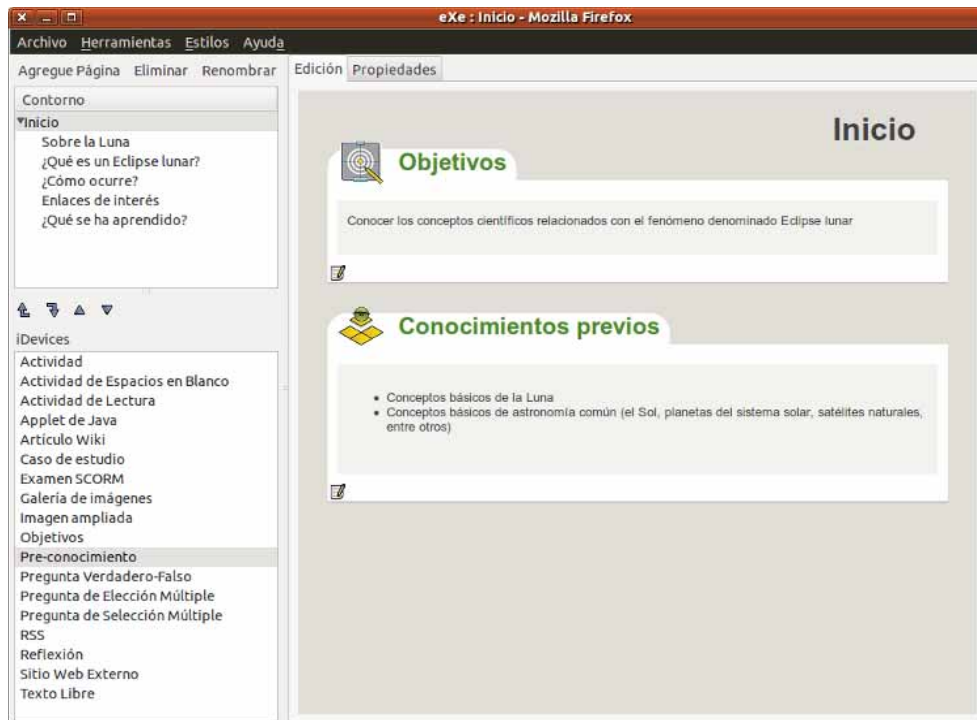 eXe : Inicio - Mozilla Firefox
Archivo Herramientas Estilos Ayuda
Agregue Página Eliminar Renombrar
Contorno
Inicio
Sobre la Luna
¿Qué es un Eclipse lunar?
¿Cómo ocurre?
Enlaces de interés
¿Qué se ha aprendido?
iDevices
Actividad
Actividad de Espacios en Blanco
Actividad de Lectura
Applet de Java
Artículo Wiki
Caso de estudio
Examen SCORM
Galería de imágenes
Imagen ampliada
Objetivos
Pre-conocimiento
Pregunta Verdadero-Falso
Pregunta de Elección Múltiple
Pregunta de Selección Múltiple
RSS
Reflexión
Sitio Web Externo
Texto Libre
Edición Propiedades
Inicio
Objetivos
Conocer los conceptos científicos relacionados con el fenómeno denominado Eclipse lunar
Conocimientos previos
• Conceptos básicos de la Luna
• Conceptos básicos de astronomía común (el Sol, planetas del sistema solar, satélites naturales,
entre otros)